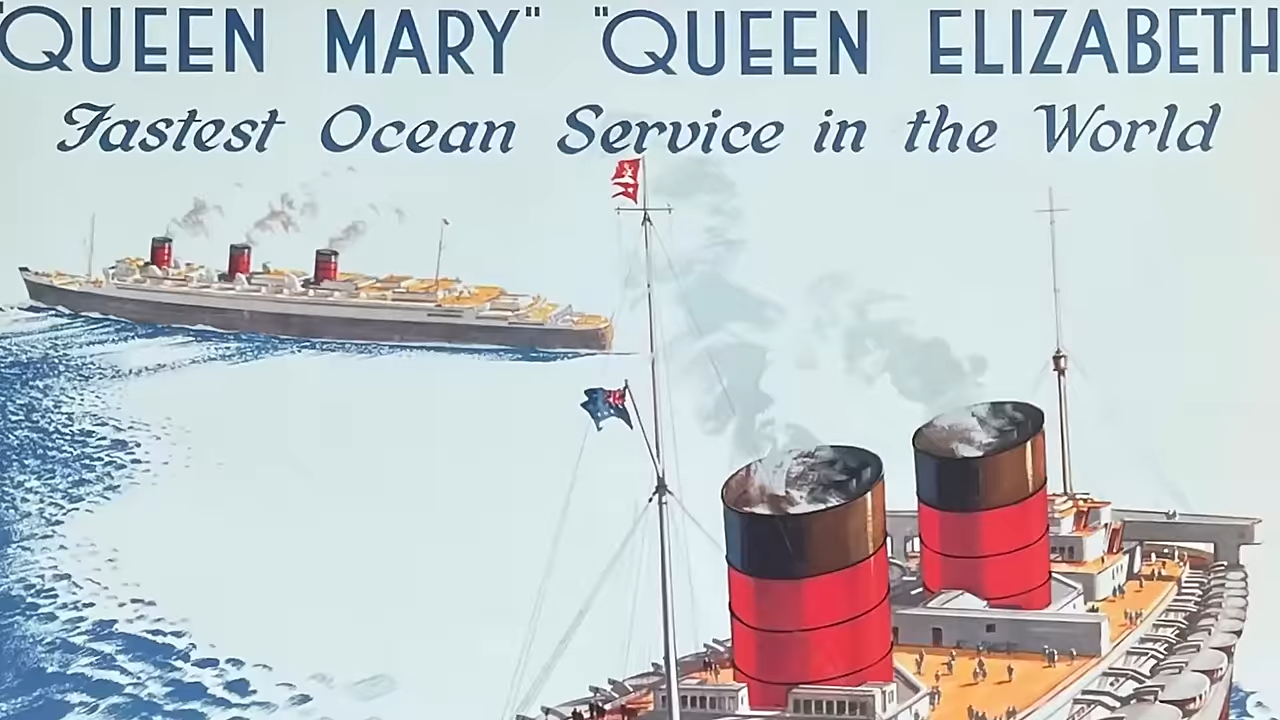 "QUEEN MARY" "QUEEN ELIZABETH
Fastest Ocean Service in the World